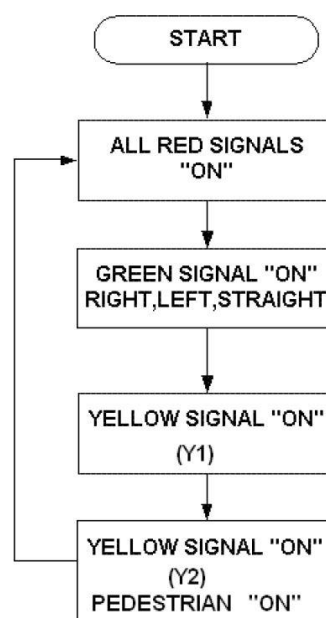 START
ALL RED SIGNALS
"ON"
GREEN SIGNAL "ON"
RIGHT,LEFT,STRAIGHT
YELLOW SIGNAL "ON"
(Y1)
YELLOW SIGNAL "ON"
(Y2)
PEDESTRIAN "ON"